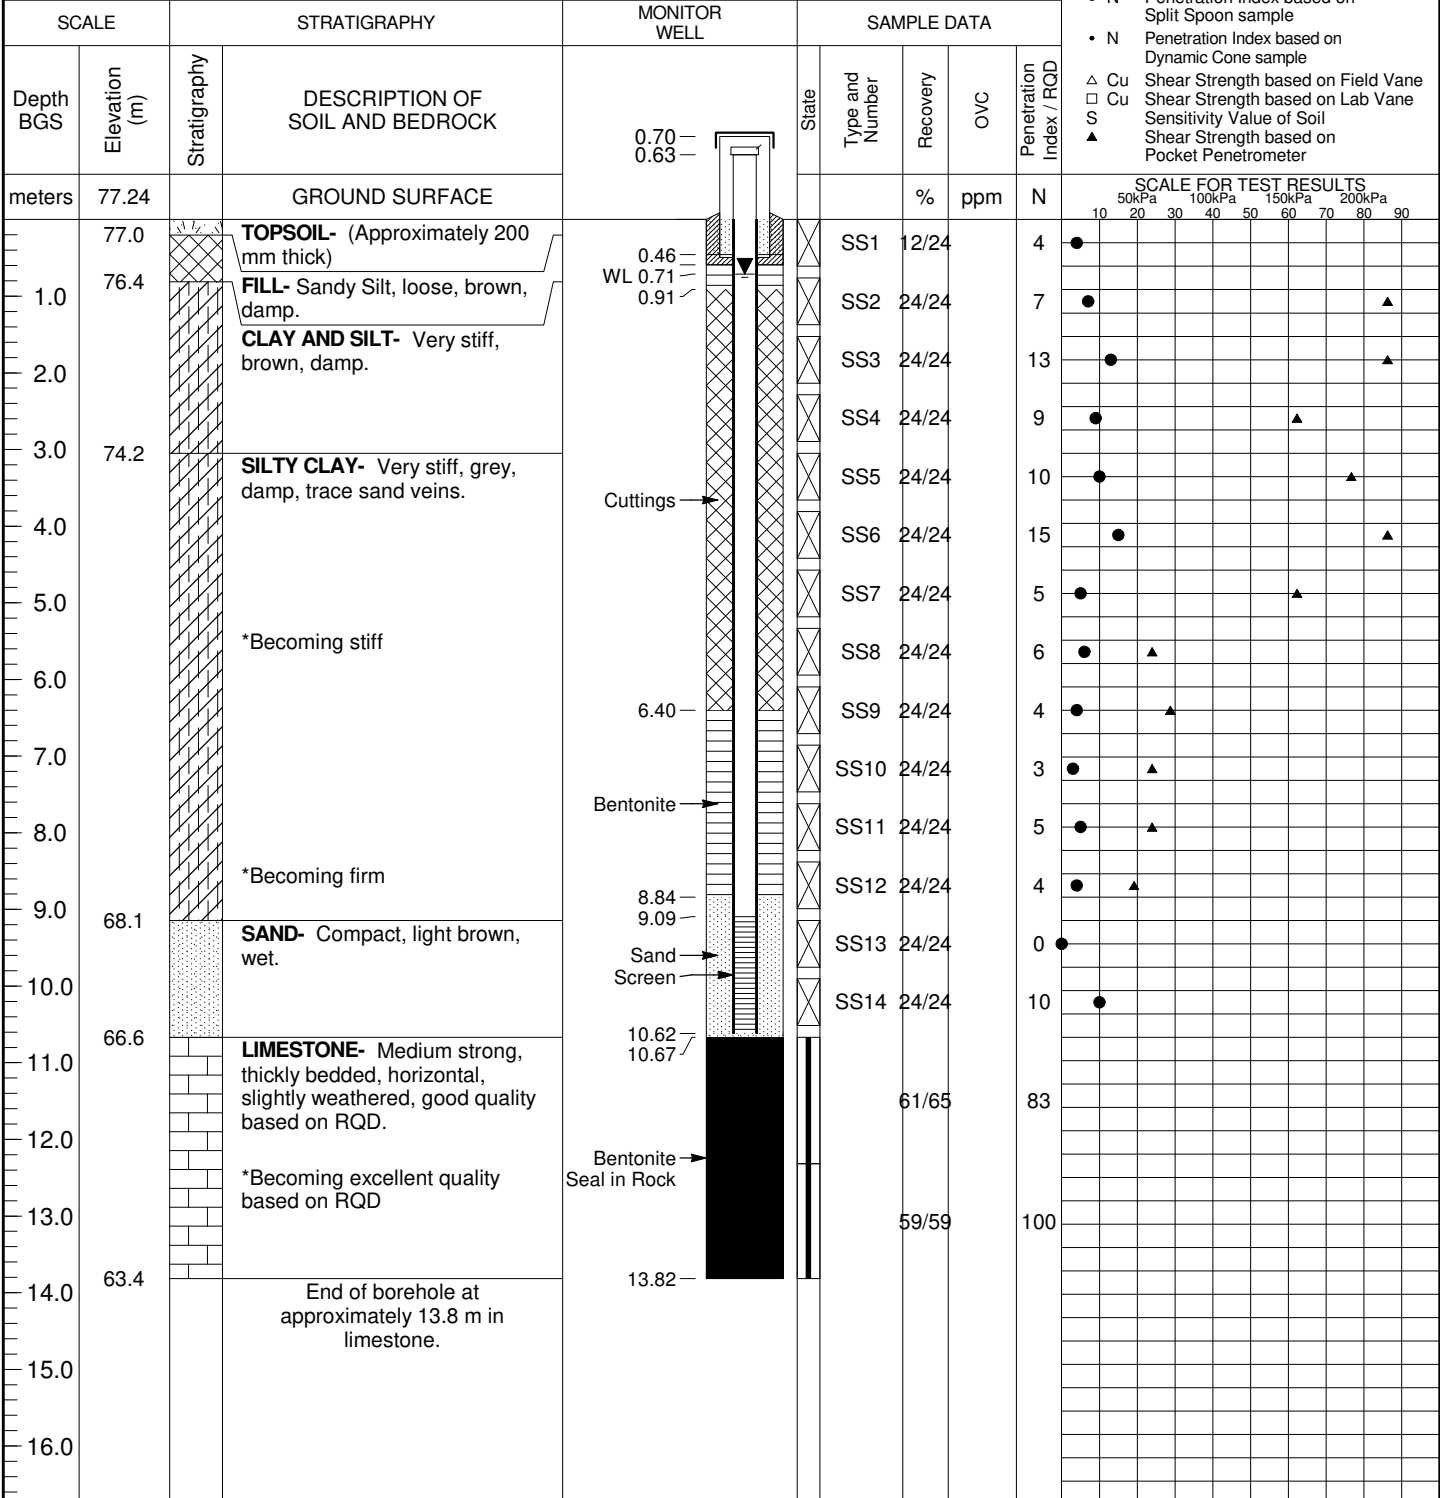 SCALE
STRATIGRAPHY
MONITOR
WELL
SAMPLE DATA
N Penetration Index based on
Split Spoon sample
• N Penetration Index based on
Dynamic Cone sample
△ Cu Shear Strength based on Field Vane
□ Cu Shear Strength based on Lab Vane
S Sensitivity Value of Soil
▲ Shear Strength based on
Pocket Penetrometer
Depth
BGS
Elevation
(m)
Stratigraphy
DESCRIPTION OF
SOIL AND BEDROCK
State
Type and
Number
Recovery
OVC
Penetration
Index / RQD
0.70
0.63
meters 77.24 GROUND SURFACE % ppm N
SCALE FOR TEST RESULTS
50kPa 100kPa 150kPa 200kPa
10 20 30 40 50 60 70 80 90
77.0 TOPSOIL- (Approximately 200
mm thick)
SS1 12/24 4
0.46
WL 0.71
0.91
76.4 FILL- Sandy Silt, loose, brown,
damp.
1.0 SS2 24/24 7
CLAY AND SILT- Very stiff,
brown, damp.
SS3 24/24 13
2.0
SS4 24/24 9
3.0
74.2 SILTY CLAY- Very stiff, grey,
damp, trace sand veins.
SS5 24/24 10
Cuttings
4.0
SS6 24/24 15
5.0
SS7 24/24 5
*Becoming stiff
SS8 24/24 6
6.0
6.40
SS9 24/24 4
7.0
SS10 24/24 3
Bentonite
8.0
SS11 24/24 5
*Becoming firm
SS12 24/24 4
8.84
9.0
9.09
68.1 SAND- Compact, light brown,
wet.
SS13 24/24 0
Sand
Screen
10.0
SS14 24/24 10
10.62
10.67
66.6 LIMESTONE- Medium strong,
thickly bedded, horizontal,
slightly weathered, good quality
based on RQD.
11.0
61/65 83
12.0
Bentonite
Seal in Rock
*Becoming excellent quality
based on RQD
13.0
59/59 100
63.4
13.82
14.0
End of borehole at
approximately 13.8 m in
limestone.
15.0
16.0